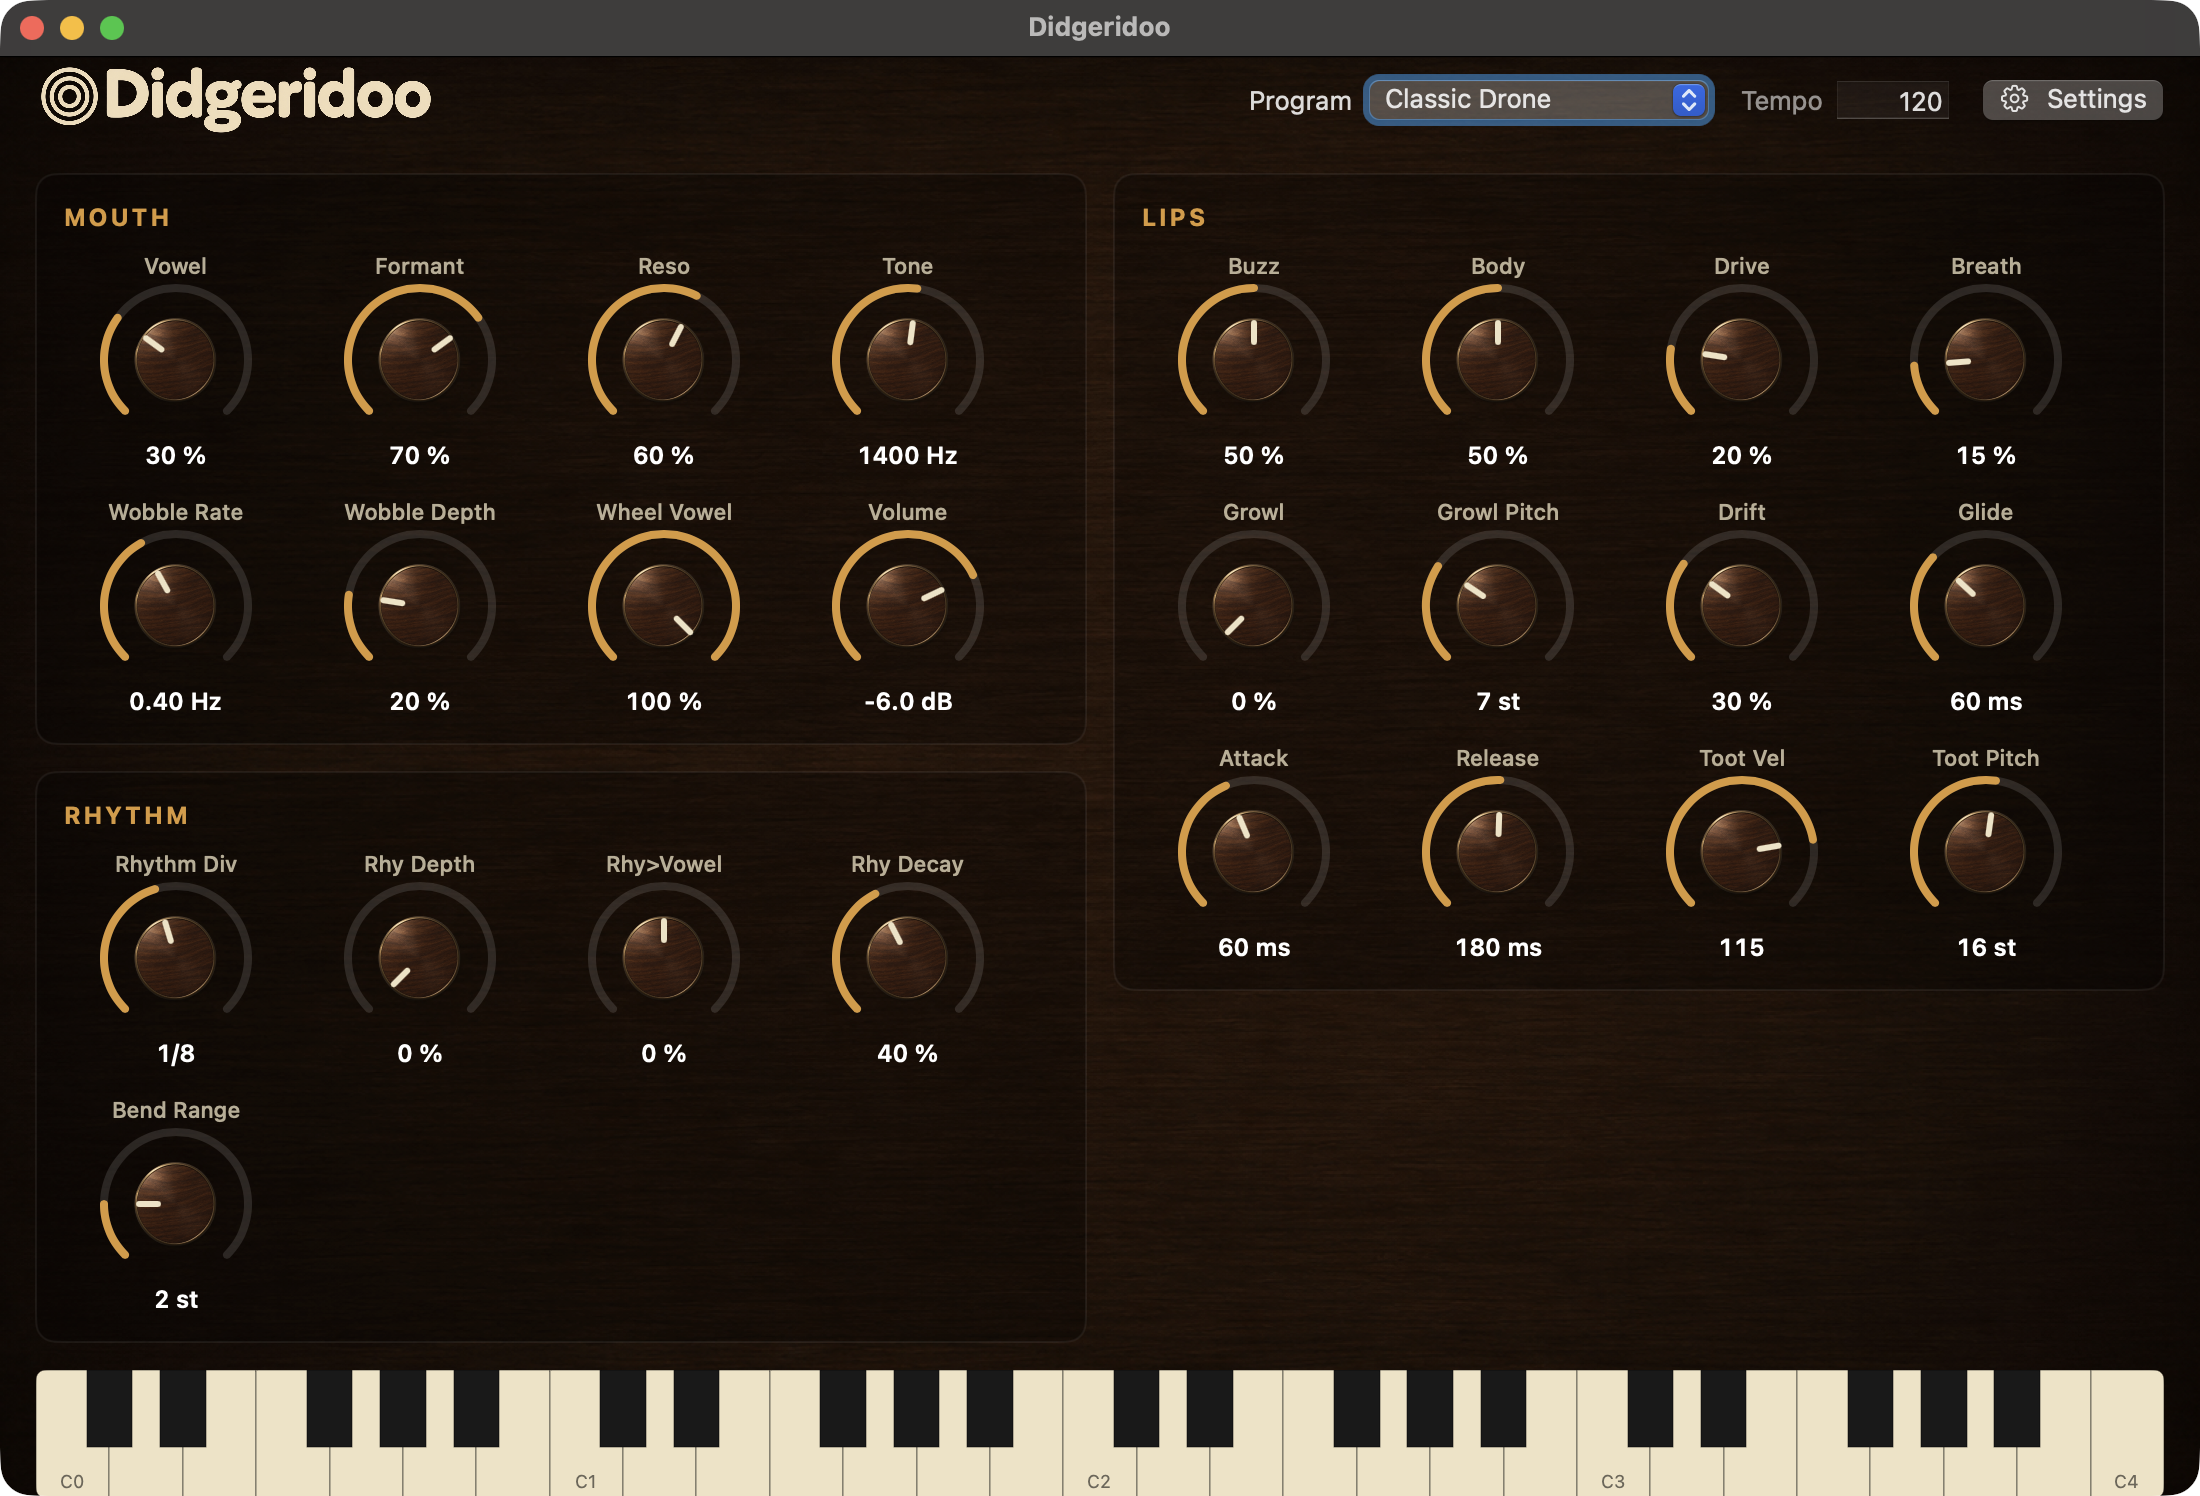 Didgeridoo
Didgeridoo
Program Classic Drone Tempo 120 Settings
MOUTH
Vowel Formant Reso Tone
30 % 70 % 60 % 1400 Hz
Wobble Rate Wobble Depth Wheel Vowel Volume
0.40 Hz 20 % 100 % -6.0 dB
LIPS
Buzz Body Drive Breath
50 % 50 % 20 % 15 %
Growl Growl Pitch Drift Glide
0 % 7 st 30 % 60 ms
Attack Release Toot Vel Toot Pitch
60 ms 180 ms 115 16 st
RHYTHM
Rhythm Div Rhy Depth Rhy>Vowel Rhy Decay
1/8 0 % 0 % 40 %
Bend Range
2 st
C0 C1 C2 C3 C4